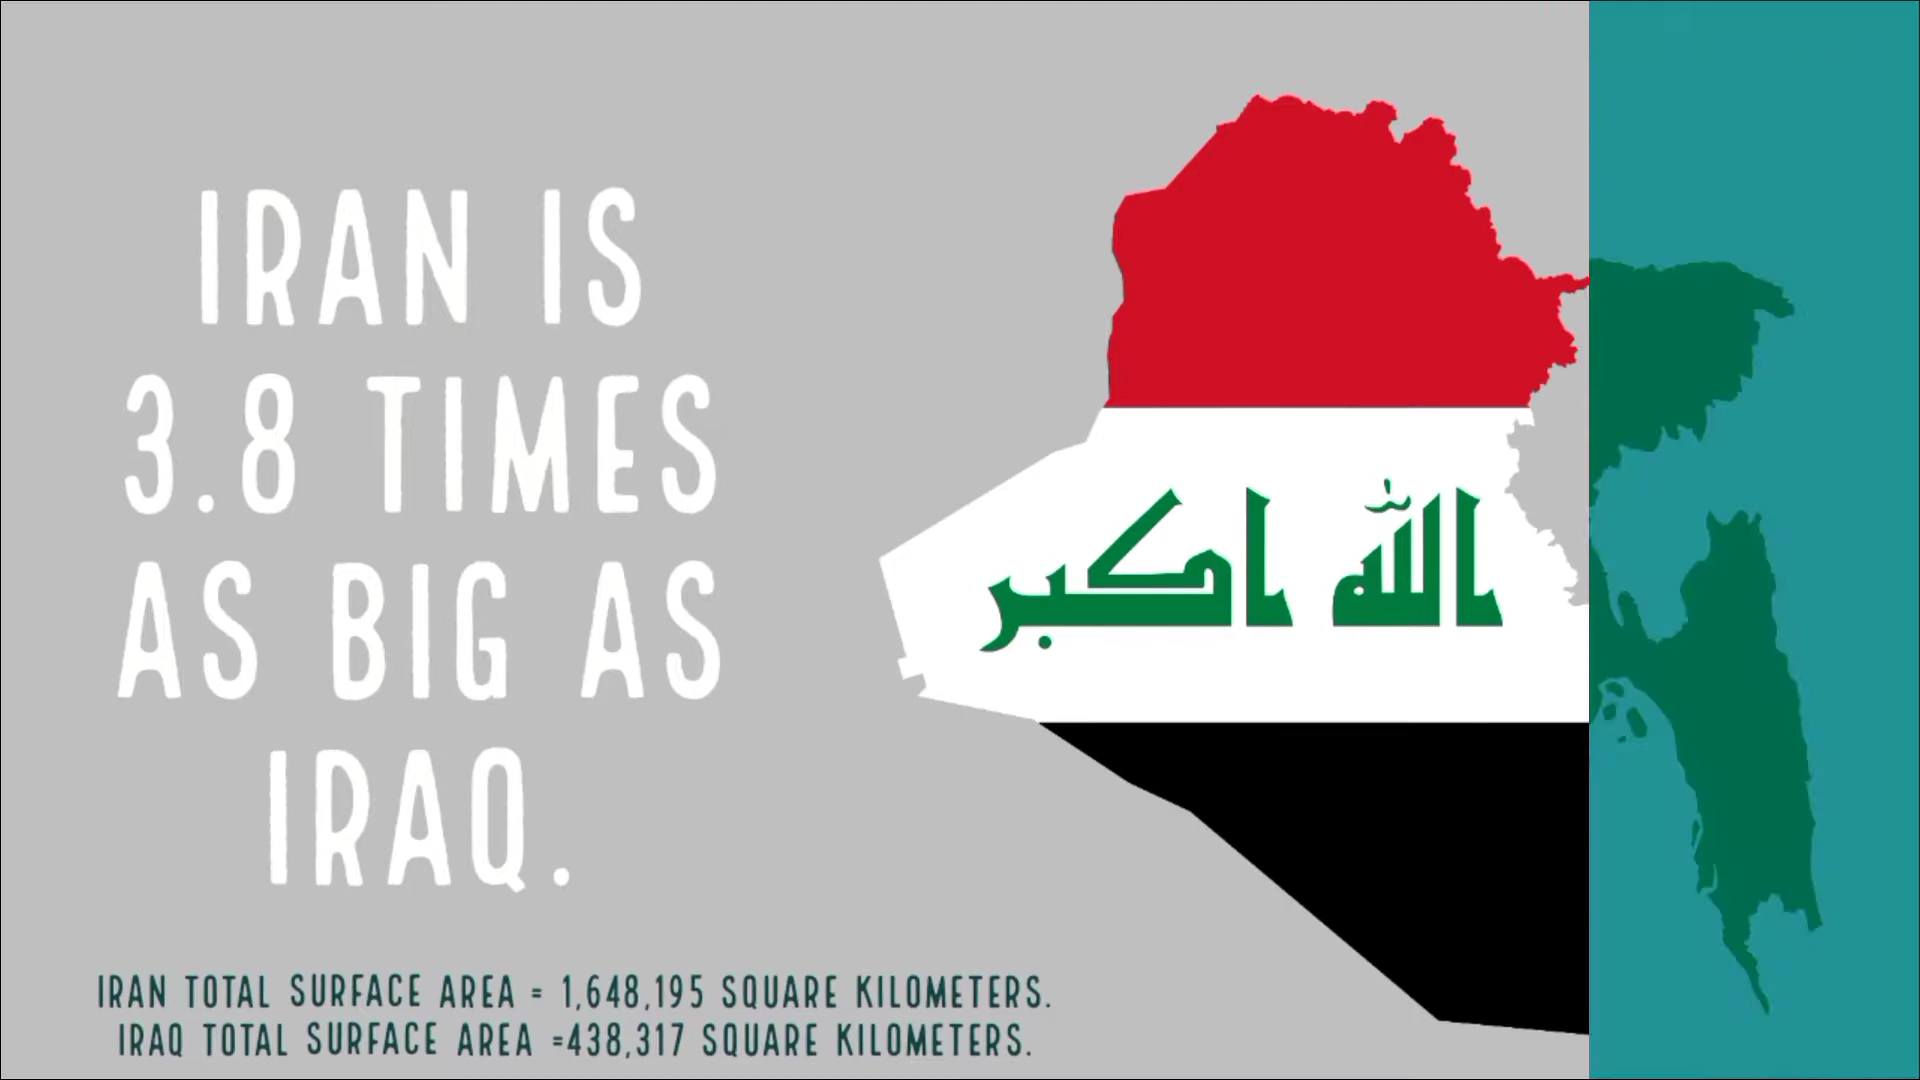 IRAN IS
3.8 TIMES
AS BIG AS
IRAQ.
الله اكبر
IRAN TOTAL SURFACE AREA = 1,648,195 SQUARE KILOMETERS.
IRAQ TOTAL SURFACE AREA =438,317 SQUARE KILOMETERS.